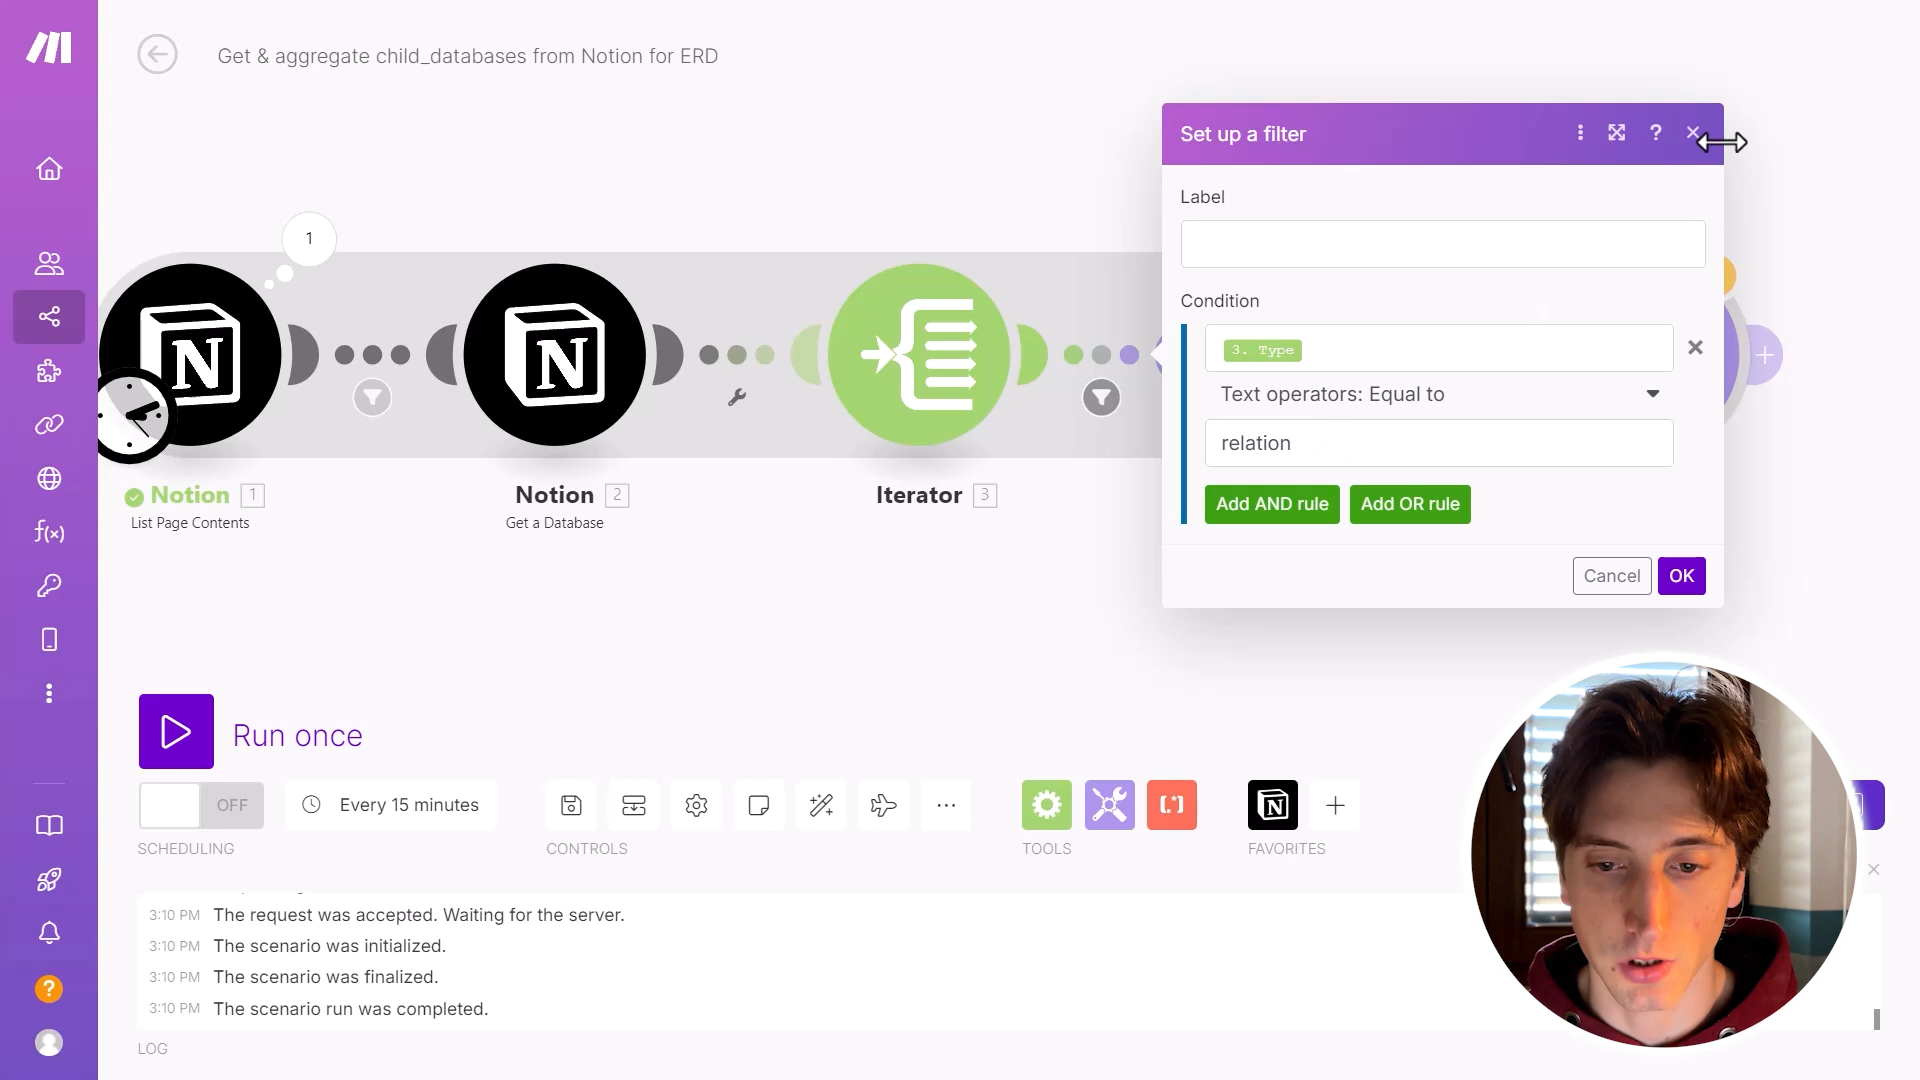 Get & aggregate child_databases from Notion for ERD
Set up a filter
?
Label
1
Condition
3. Type
Text operators: Equal to
relation
Add AND rule
Add OR rule
Cancel
OK
N
N
Notion 1
List Page Contents
Notion 2
Get a Database
Iterator 3
f(x)
Run once
OFF
Every 15 minutes
[.*]
N
SCHEDULING
CONTROLS
TOOLS
FAVORITES
3:10 PM The request was accepted. Waiting for the server.
3:10 PM The scenario was initialized.
3:10 PM The scenario was finalized.
3:10 PM The scenario run was completed.
?
LOG